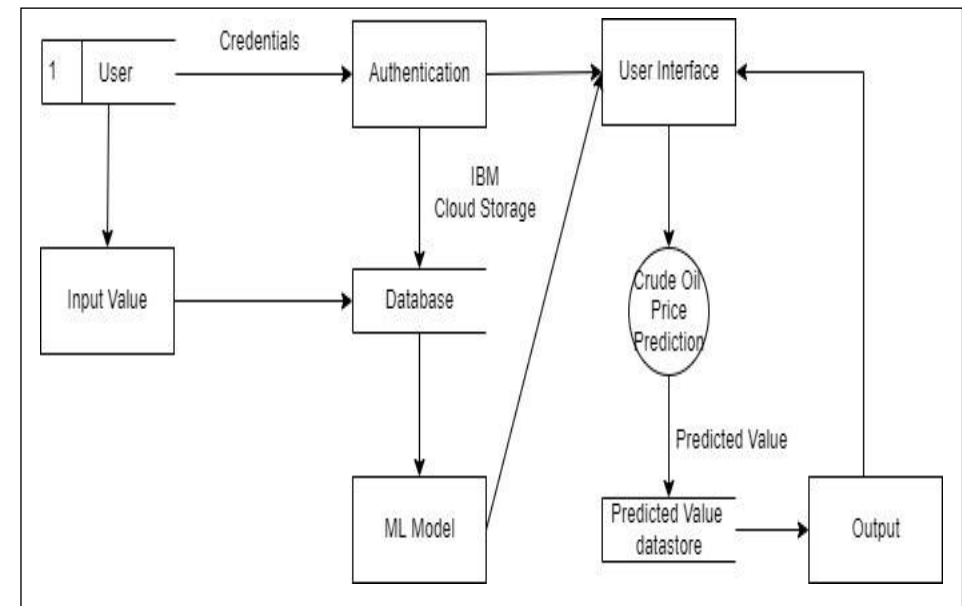 Credentials
1
User
Authentication
User Interface
IBM
Cloud Storage
Input Value
Database
Crude Oil
Price
Prediction
Predicted Value
ML Model
Predicted Value
datastore
Output